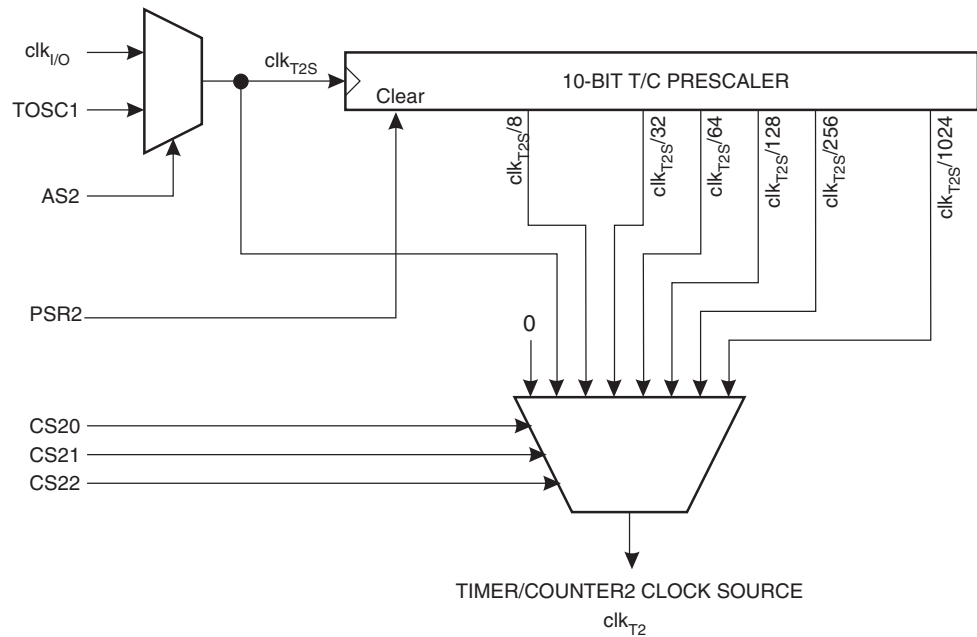 clkI/O
clkT2S
10-BIT T/C PRESCALER
TOSC1
Clear
clkT2S/8
clkT2S/32
clkT2S/64
clkT2S/128
clkT2S/256
clkT2S/1024
AS2
PSR2
0
CS20
CS21
CS22
TIMER/COUNTER2 CLOCK SOURCE
clkT2